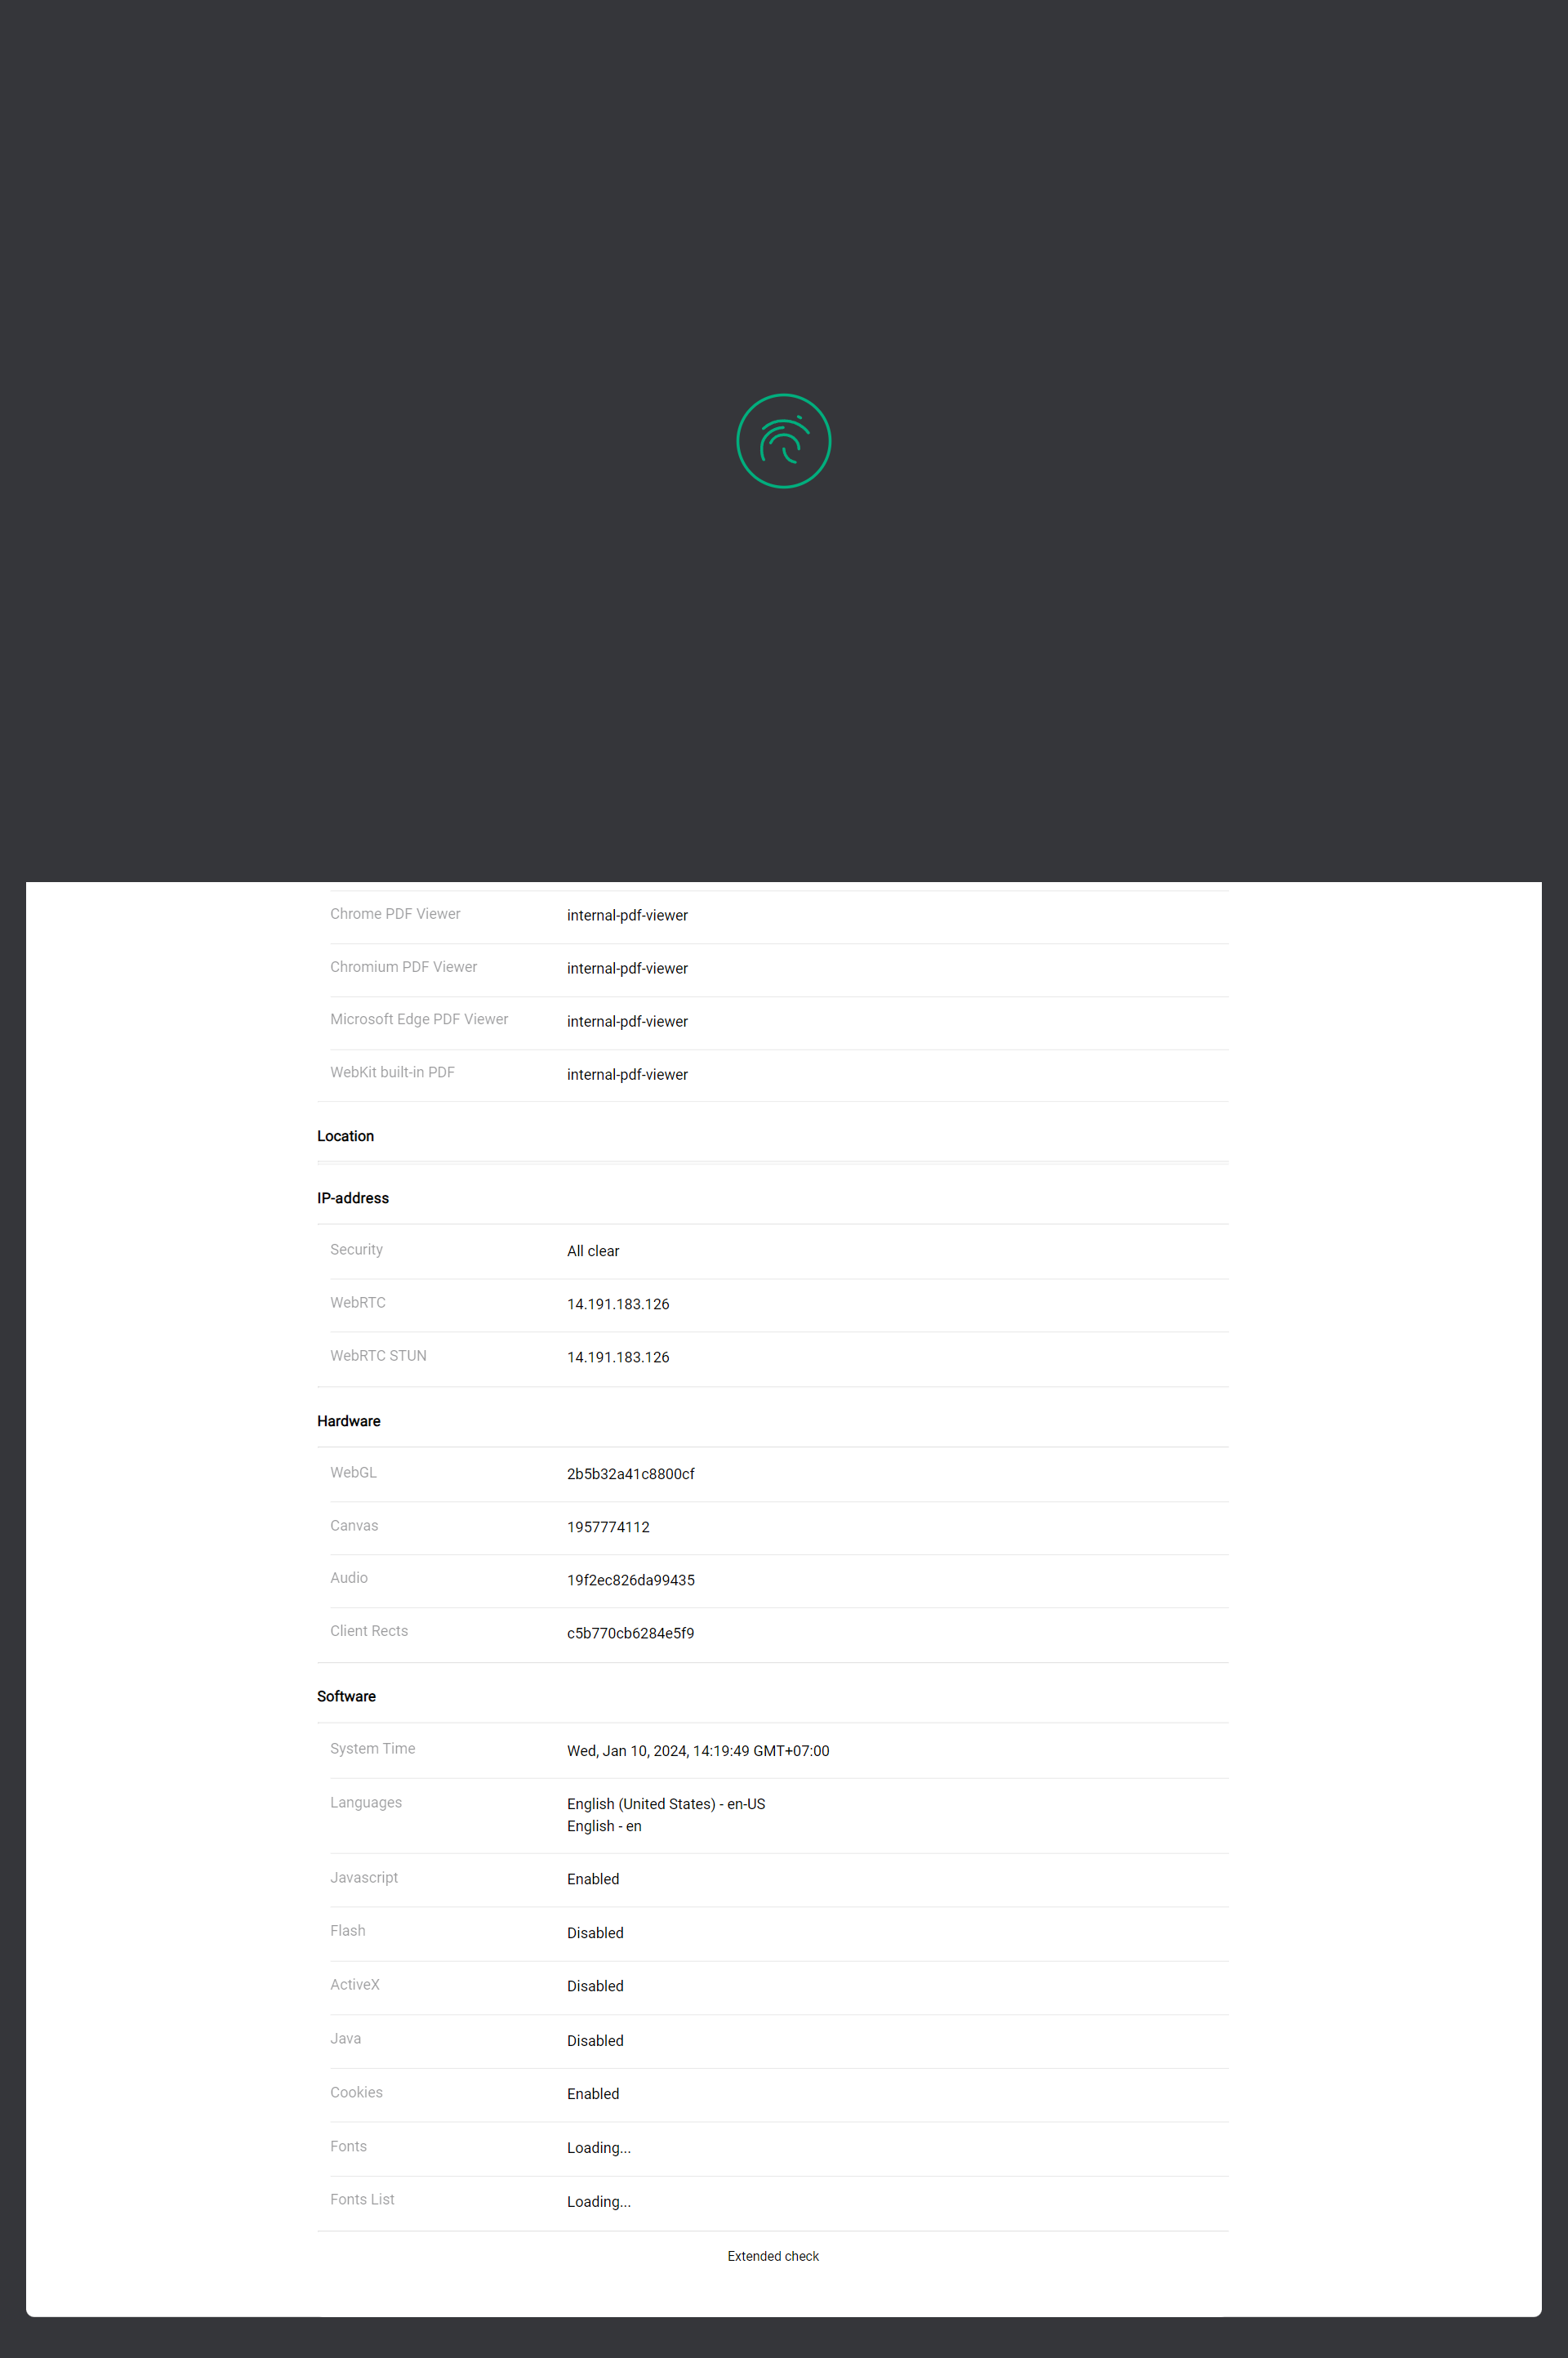 Chrome PDF Viewer internal-pdf-viewer
Chromium PDF Viewer internal-pdf-viewer
Microsoft Edge PDF Viewer internal-pdf-viewer
WebKit built-in PDF internal-pdf-viewer
Location
IP-address
Security All clear
WebRTC 14.191.183.126
WebRTC STUN 14.191.183.126
Hardware
WebGL 2b5b32a41c8800cf
Canvas 1957774112
Audio 19f2ec826da99435
Client Rects c5b770cb6284e5f9
Software
System Time Wed, Jan 10, 2024, 14:19:49 GMT+07:00
Languages English (United States) - en-US
English - en
Javascript Enabled
Flash Disabled
ActiveX Disabled
Java Disabled
Cookies Enabled
Fonts Loading...
Fonts List Loading...
Extended check